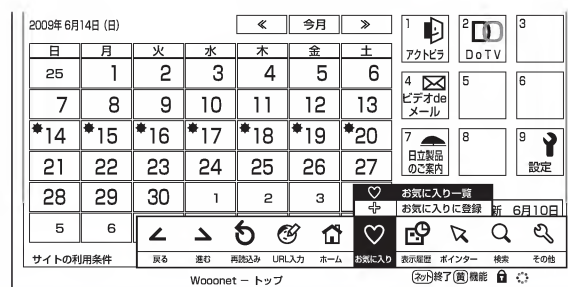 2009年 6月14日（日）
≪ 今月 ≫
日 月 火 水 木 金 土
25 1 2 3 4 5 6
7 8 9 10 11 12 13
14 15 16 17 18 19 20
21 22 23 24 25 26 27
28 29 30 1 2 3
5 6
1 アクトビラ
2 DoTV
3
4 ビデオde
メール
5
6
7 日立製品
のご案内
8
9 設定
お気に入り一覧
お気に入りに登録
新 6月10日
サイトの利用条件
戻る 進む 再読込み URL入力 ホーム お気に入り 表示履歴 ポインター 検索 その他
Wooonet － トップ
ネット終了 黄 機能